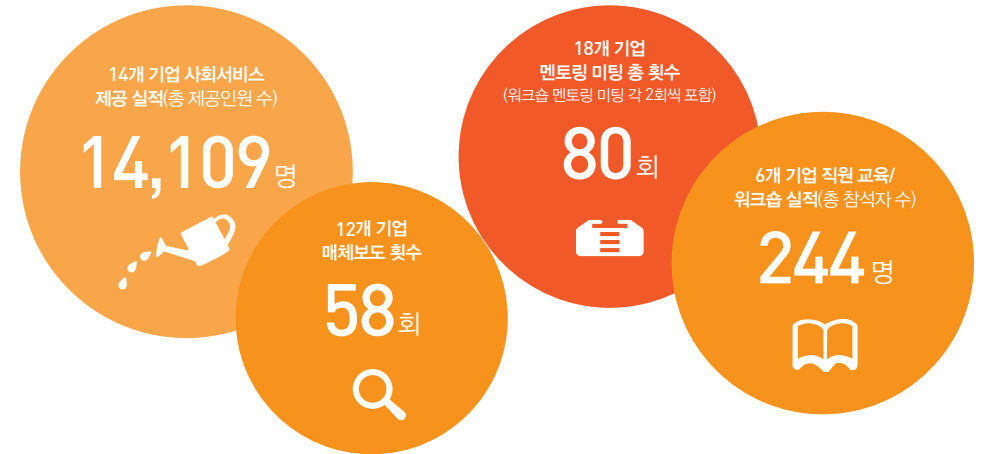 14개 기업 사회서비스
제공 실적(총 제공인원 수)
14,109명
12개 기업
매체보도 횟수
58회
18개 기업
멘토링 미팅 총 횟수
(워크숍 멘토링 미팅 각 2회씩 포함)
80회
6개 기업 직원 교육/
워크숍 실적(총 참석자 수)
244명